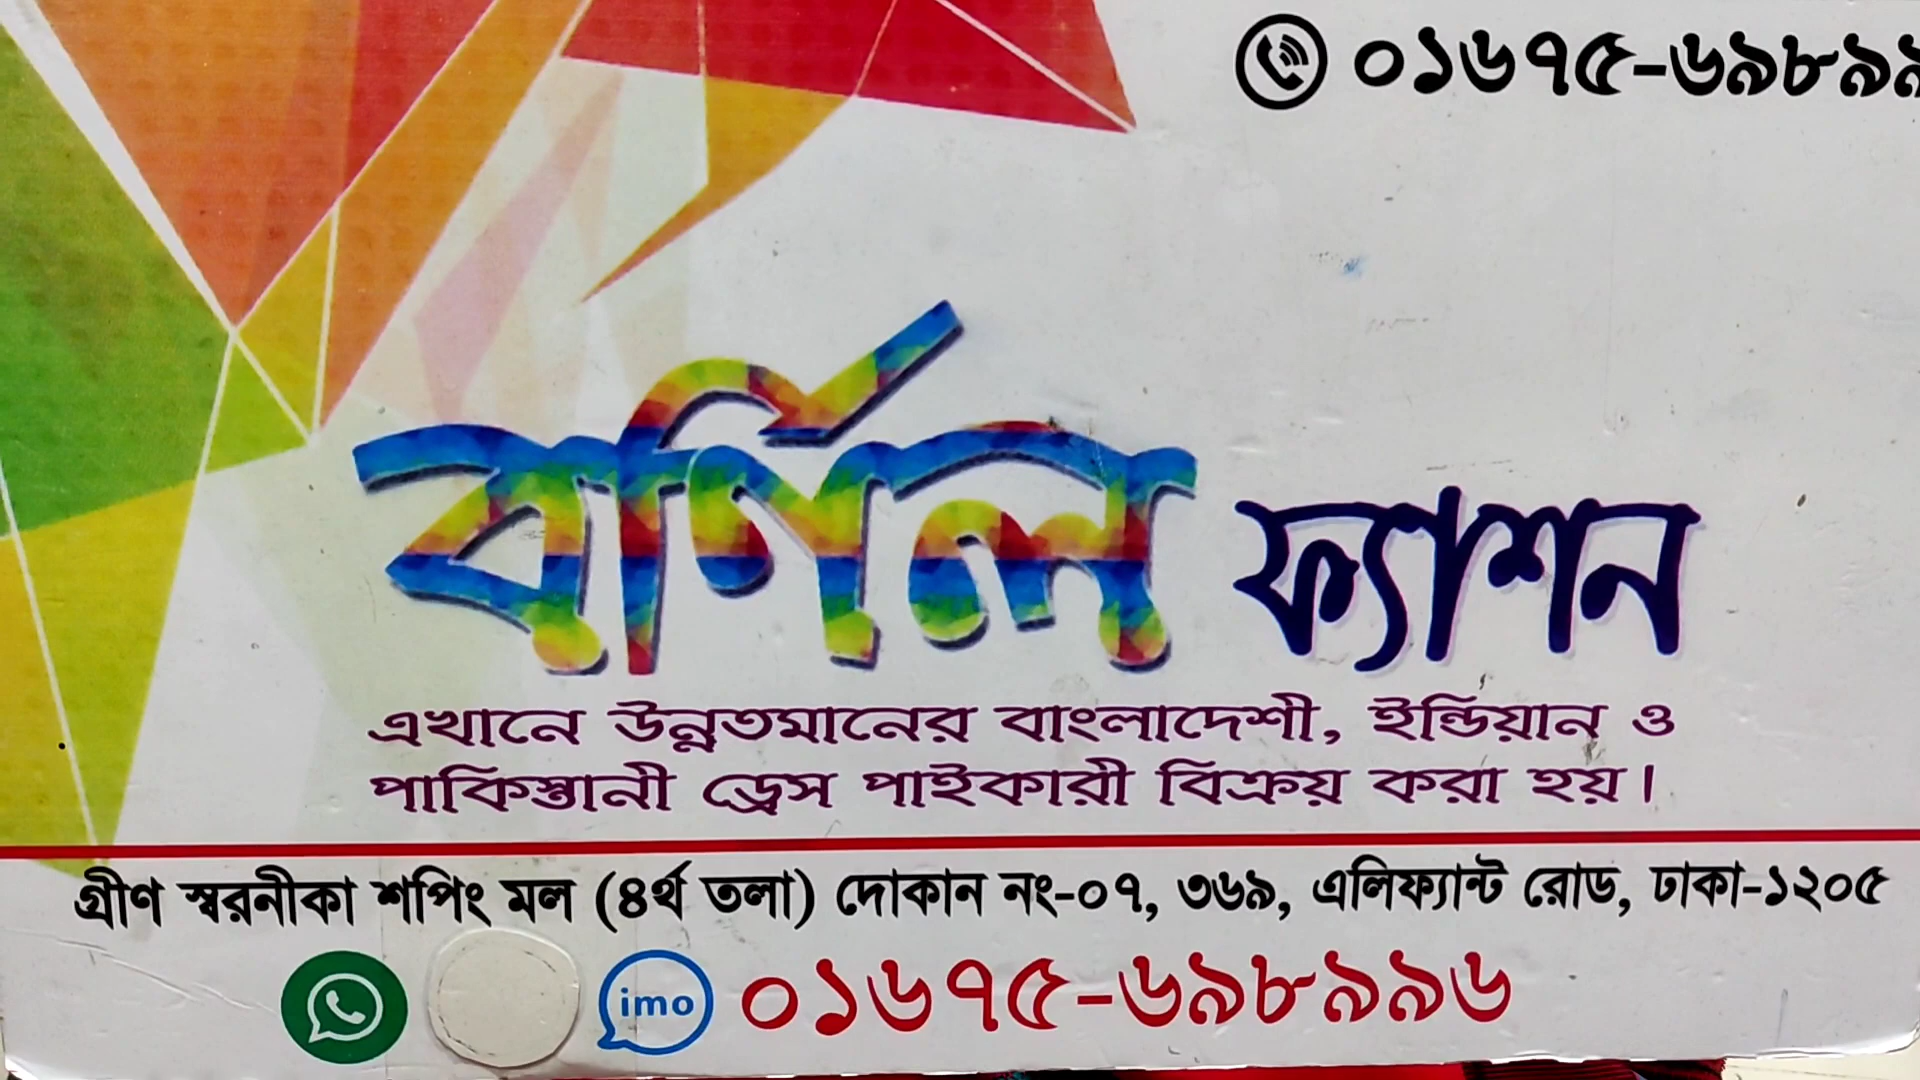 ০১৬৭৫-৬৯৮৯৯
বর্ণিল ফ্যাশন
এখানে উন্নতমানের বাংলাদেশী, ইন্ডিয়ান ও
পাকিস্তানী ড্রেস পাইকারী বিক্রয় করা হয়।
গ্রীণ স্বরনীকা শপিং মল (৪র্থ তলা) দোকান নং-০৭, ৩৬৯, এলিফ্যান্ট রোড, ঢাকা-১২০৫
imo ০১৬৭৫-৬৯৮৯৯৬